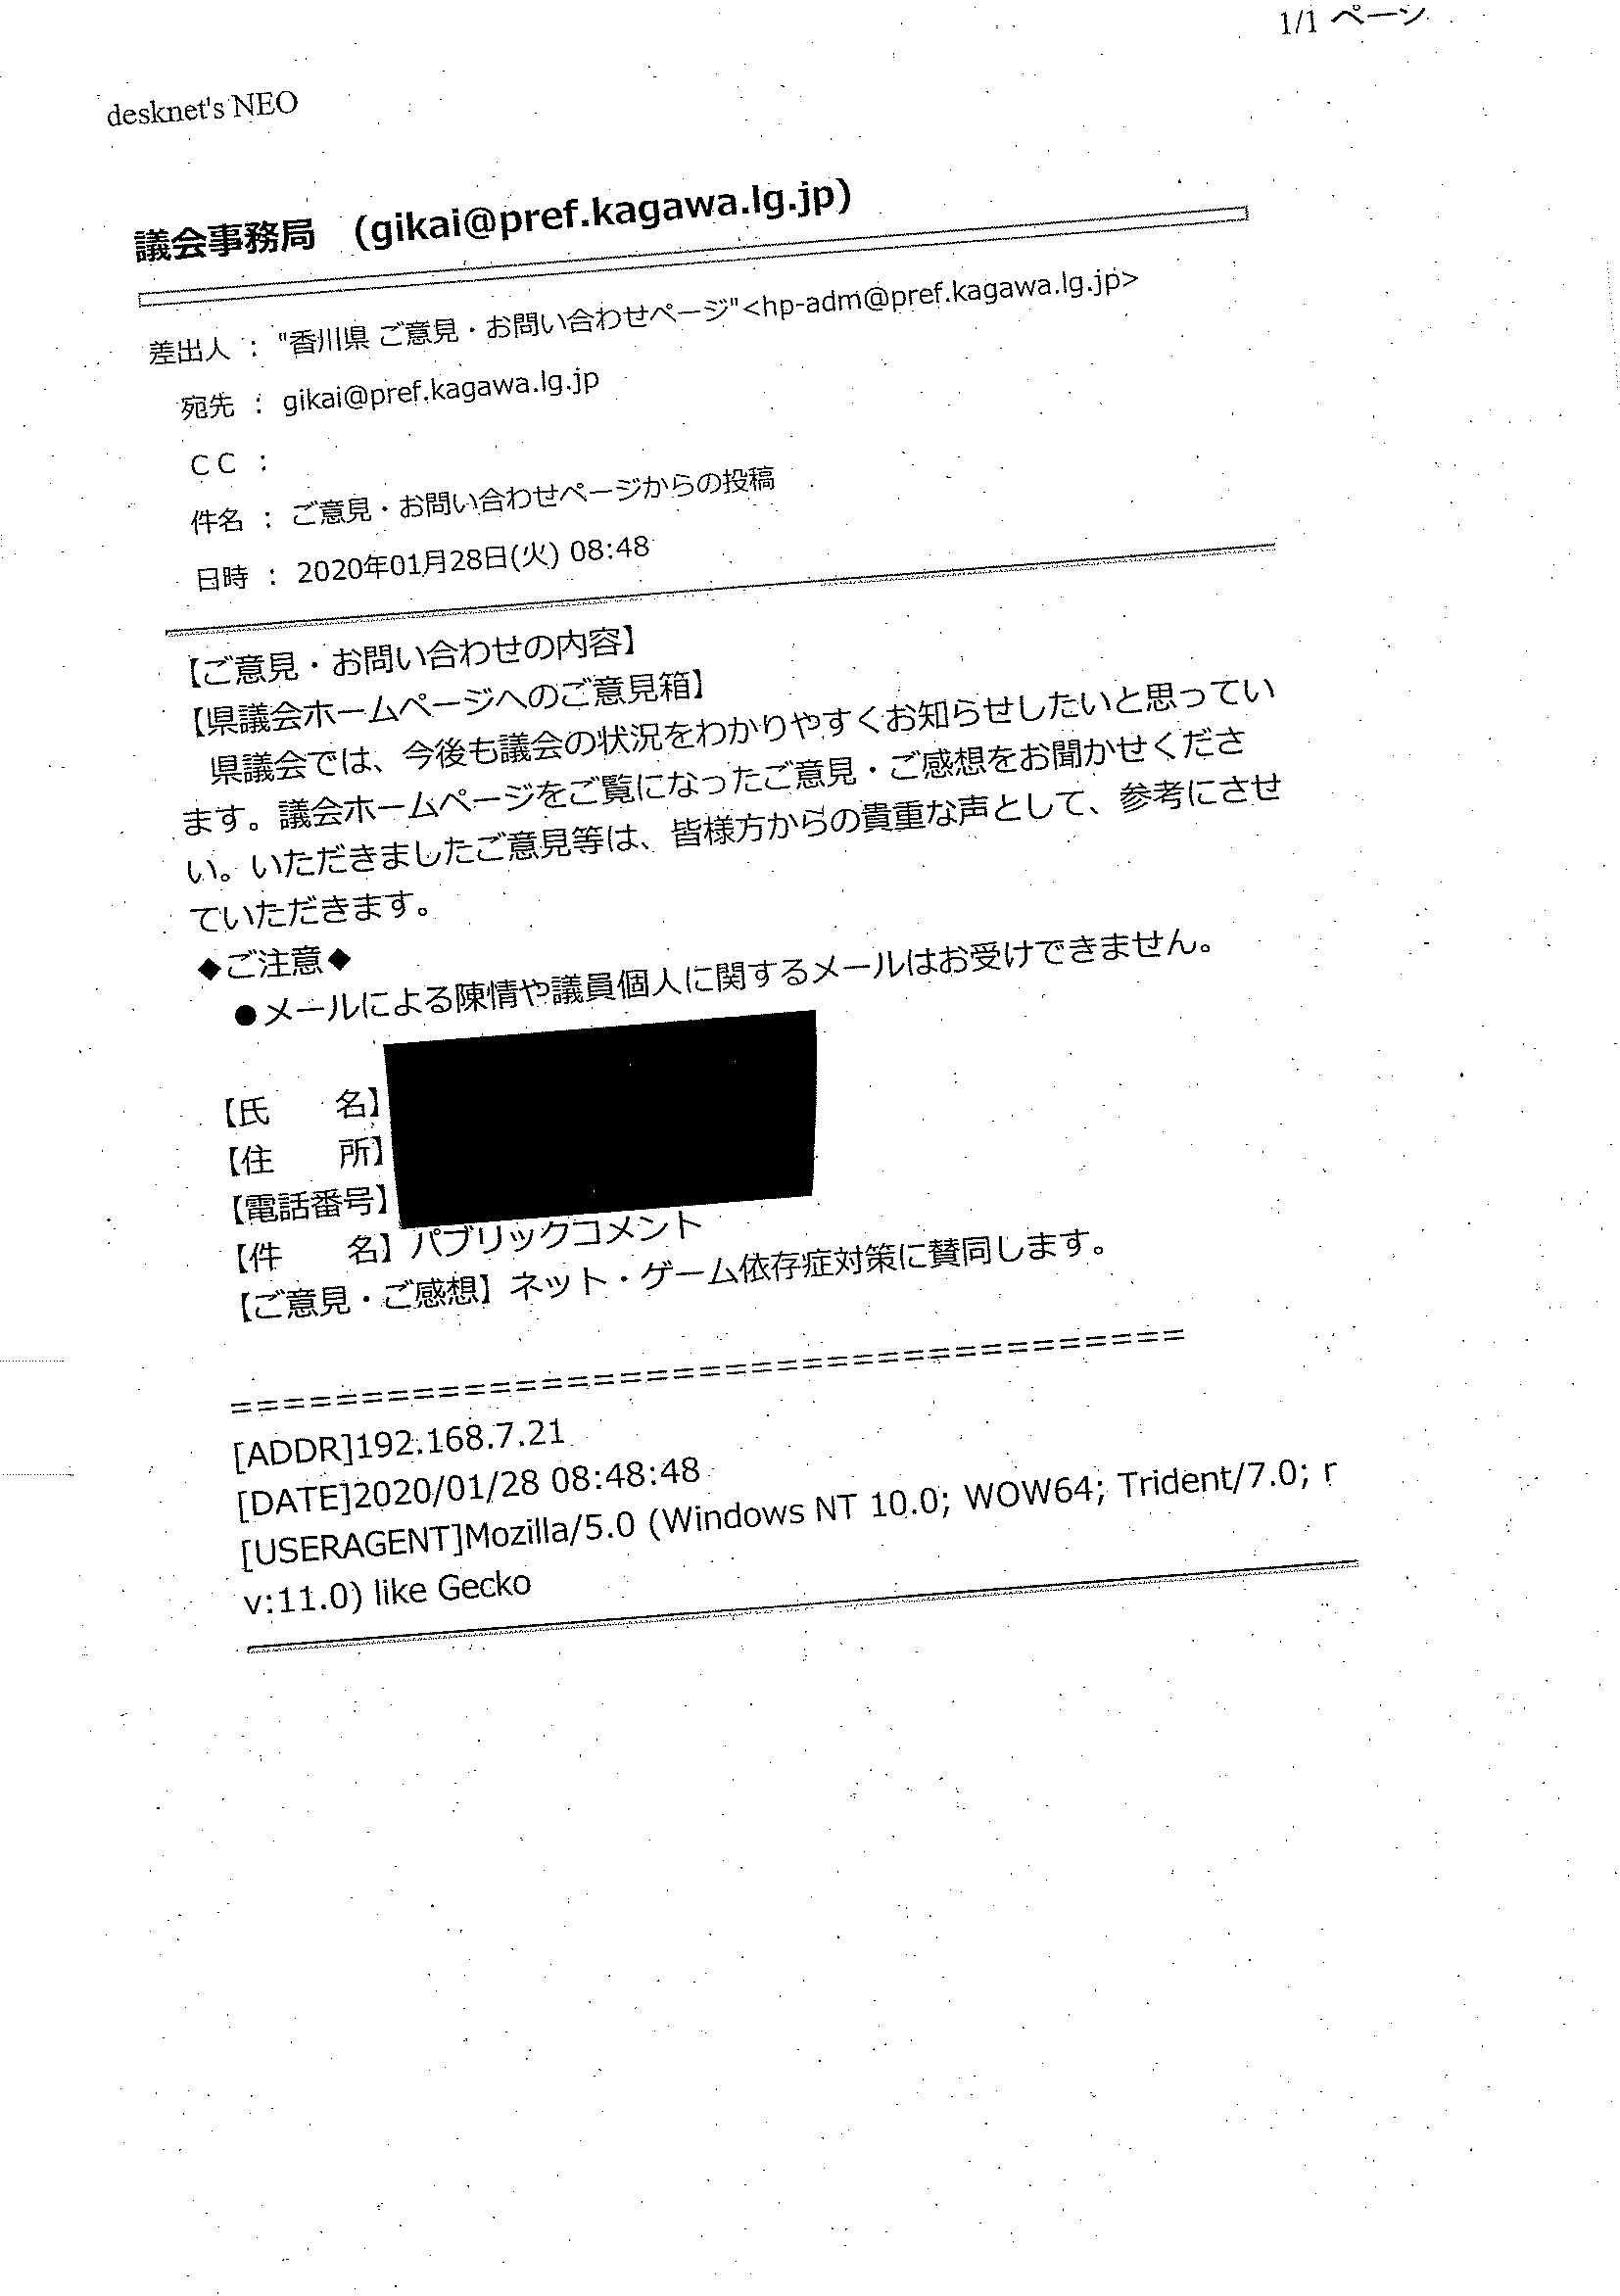 1/1 ページ
desknet's NEO
議会事務局 (gikai@pref.kagawa.lg.jp)
差出人 : "香川県 ご意見・お問い合わせページ"<hp-adm@pref.kagawa.lg.jp>
宛先 : gikai@pref.kagawa.lg.jp
CC :
件名 : ご意見・お問い合わせページからの投稿
日時 : 2020年01月28日(火) 08:48
【ご意見・お問い合わせの内容】
【県議会ホームページへのご意見箱】
県議会では、今後も議会の状況をわかりやすくお知らせしたいと思ってい
ます。議会ホームページをご覧になったご意見・ご感想をお聞かせくださ
い。いただきましたご意見等は、皆様方からの貴重な声として、参考にさせ
ていただきます。
◆ご注意◆
●メールによる陳情や議員個人に関するメールはお受けできません。
【氏　　名】
【住　　所】
【電話番号】
【件　　名】パブリックコメント
【ご意見・ご感想】ネット・ゲーム依存症対策に賛同します。
=====================================
[ADDR]192.168.7.21
[DATE]2020/01/28 08:48:48
[USERAGENT]Mozilla/5.0 (Windows NT 10.0; WOW64; Trident/7.0; r
v:11.0) like Gecko